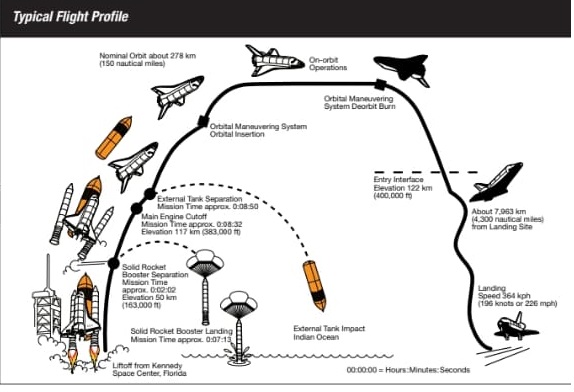 Typical Flight Profile
Nominal Orbit about 278 km
(150 nautical miles)
On-orbit
Operations
Orbital Maneuvering
System Deorbit Burn
Orbital Maneuvering System
Orbital Insertion
Entry Interface
Elevation 122 km
(400,000 ft)
External Tank Separation
Mission Time approx. 0:08:50
Main Engine Cutoff
Mission Time approx. 0:08:32
Elevation 117 km (383,000 ft)
About 7,963 km
(4,300 nautical miles)
from Landing Site
Solid Rocket
Booster Separation
Mission Time
approx. 0:02:02
Elevation 50 km
(163,000 ft)
Landing
Speed 364 kph
(196 knots or 226 mph)
Solid Rocket Booster Landing
Mission Time approx. 0:07:13
External Tank Impact
Indian Ocean
Liftoff from Kennedy
Space Center, Florida
00:00:00 = Hours:Minutes:Seconds